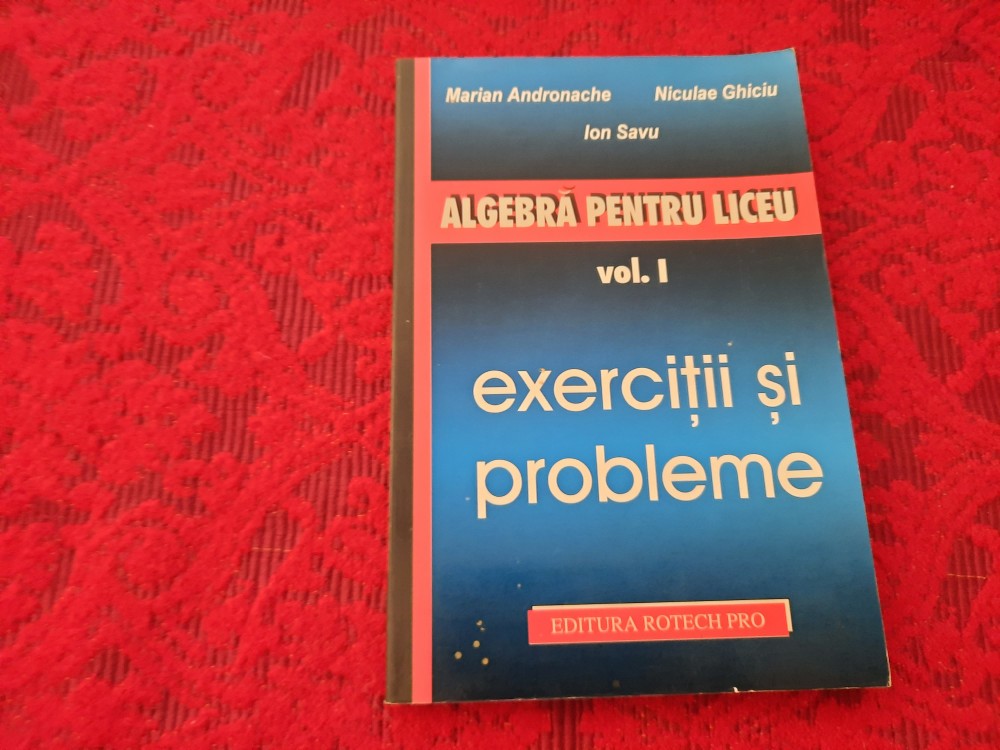 Marian Andronache Niculae Ghiciu
Ion Savu
ALGEBRĂ PENTRU LICEU
vol. I
exerciții și
probleme
EDITURA ROTECH PRO